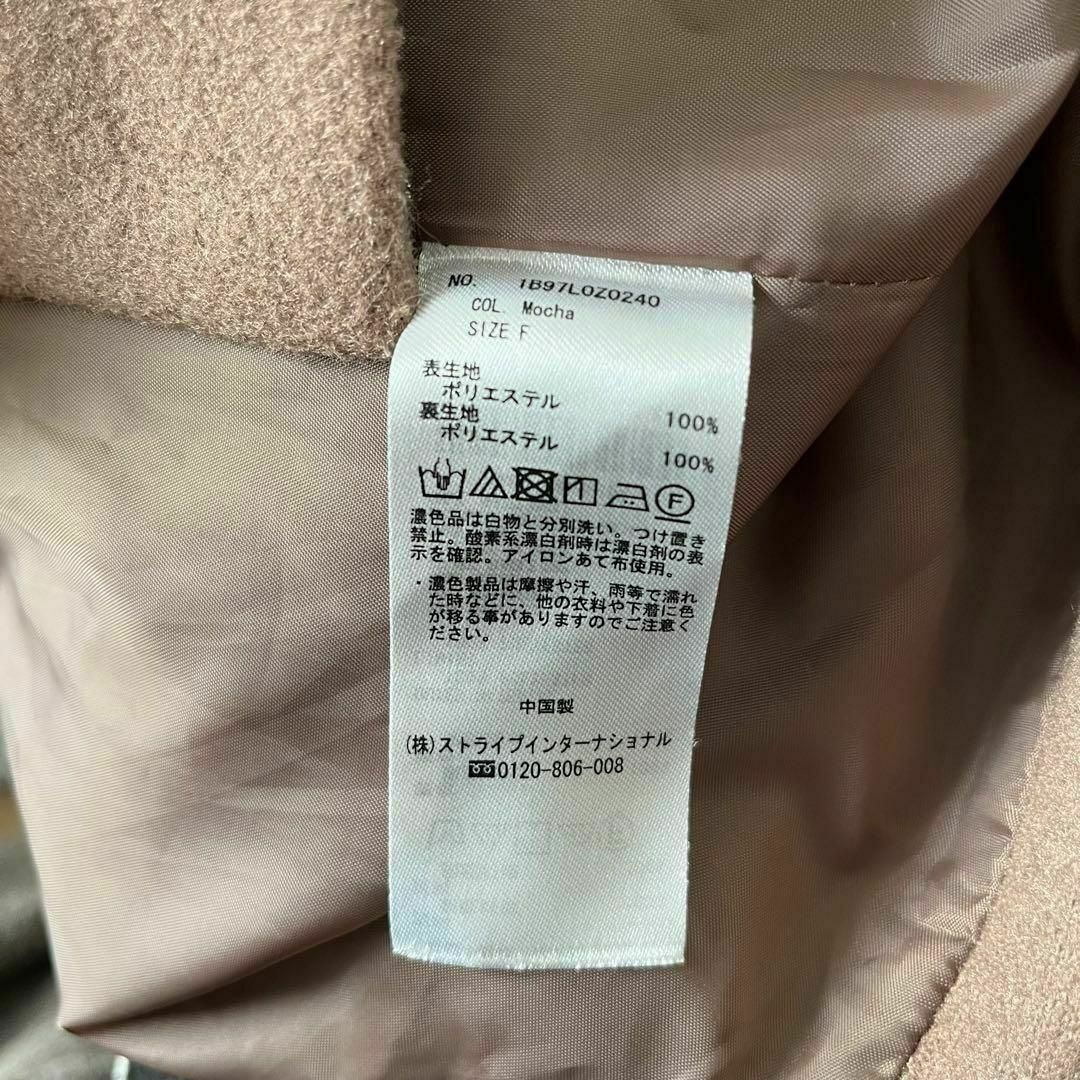 NO. 1B97L0Z0240
COL. Mocha
SIZE F
表生地
ポリエステル 100%
裏生地
ポリエステル 100%
F
濃色品は白物と分別洗い。つけ置き
禁止。酸素系漂白剤時は漂白剤の表
示を確認。アイロンあて布使用。
・濃色製品は摩擦や汗、雨等で濡れ
た時などに、他の衣料や下着に色
が移る事がありますのでご注意く
ださい。
中国製
(株)ストライプインターナショナル
0120-806-008